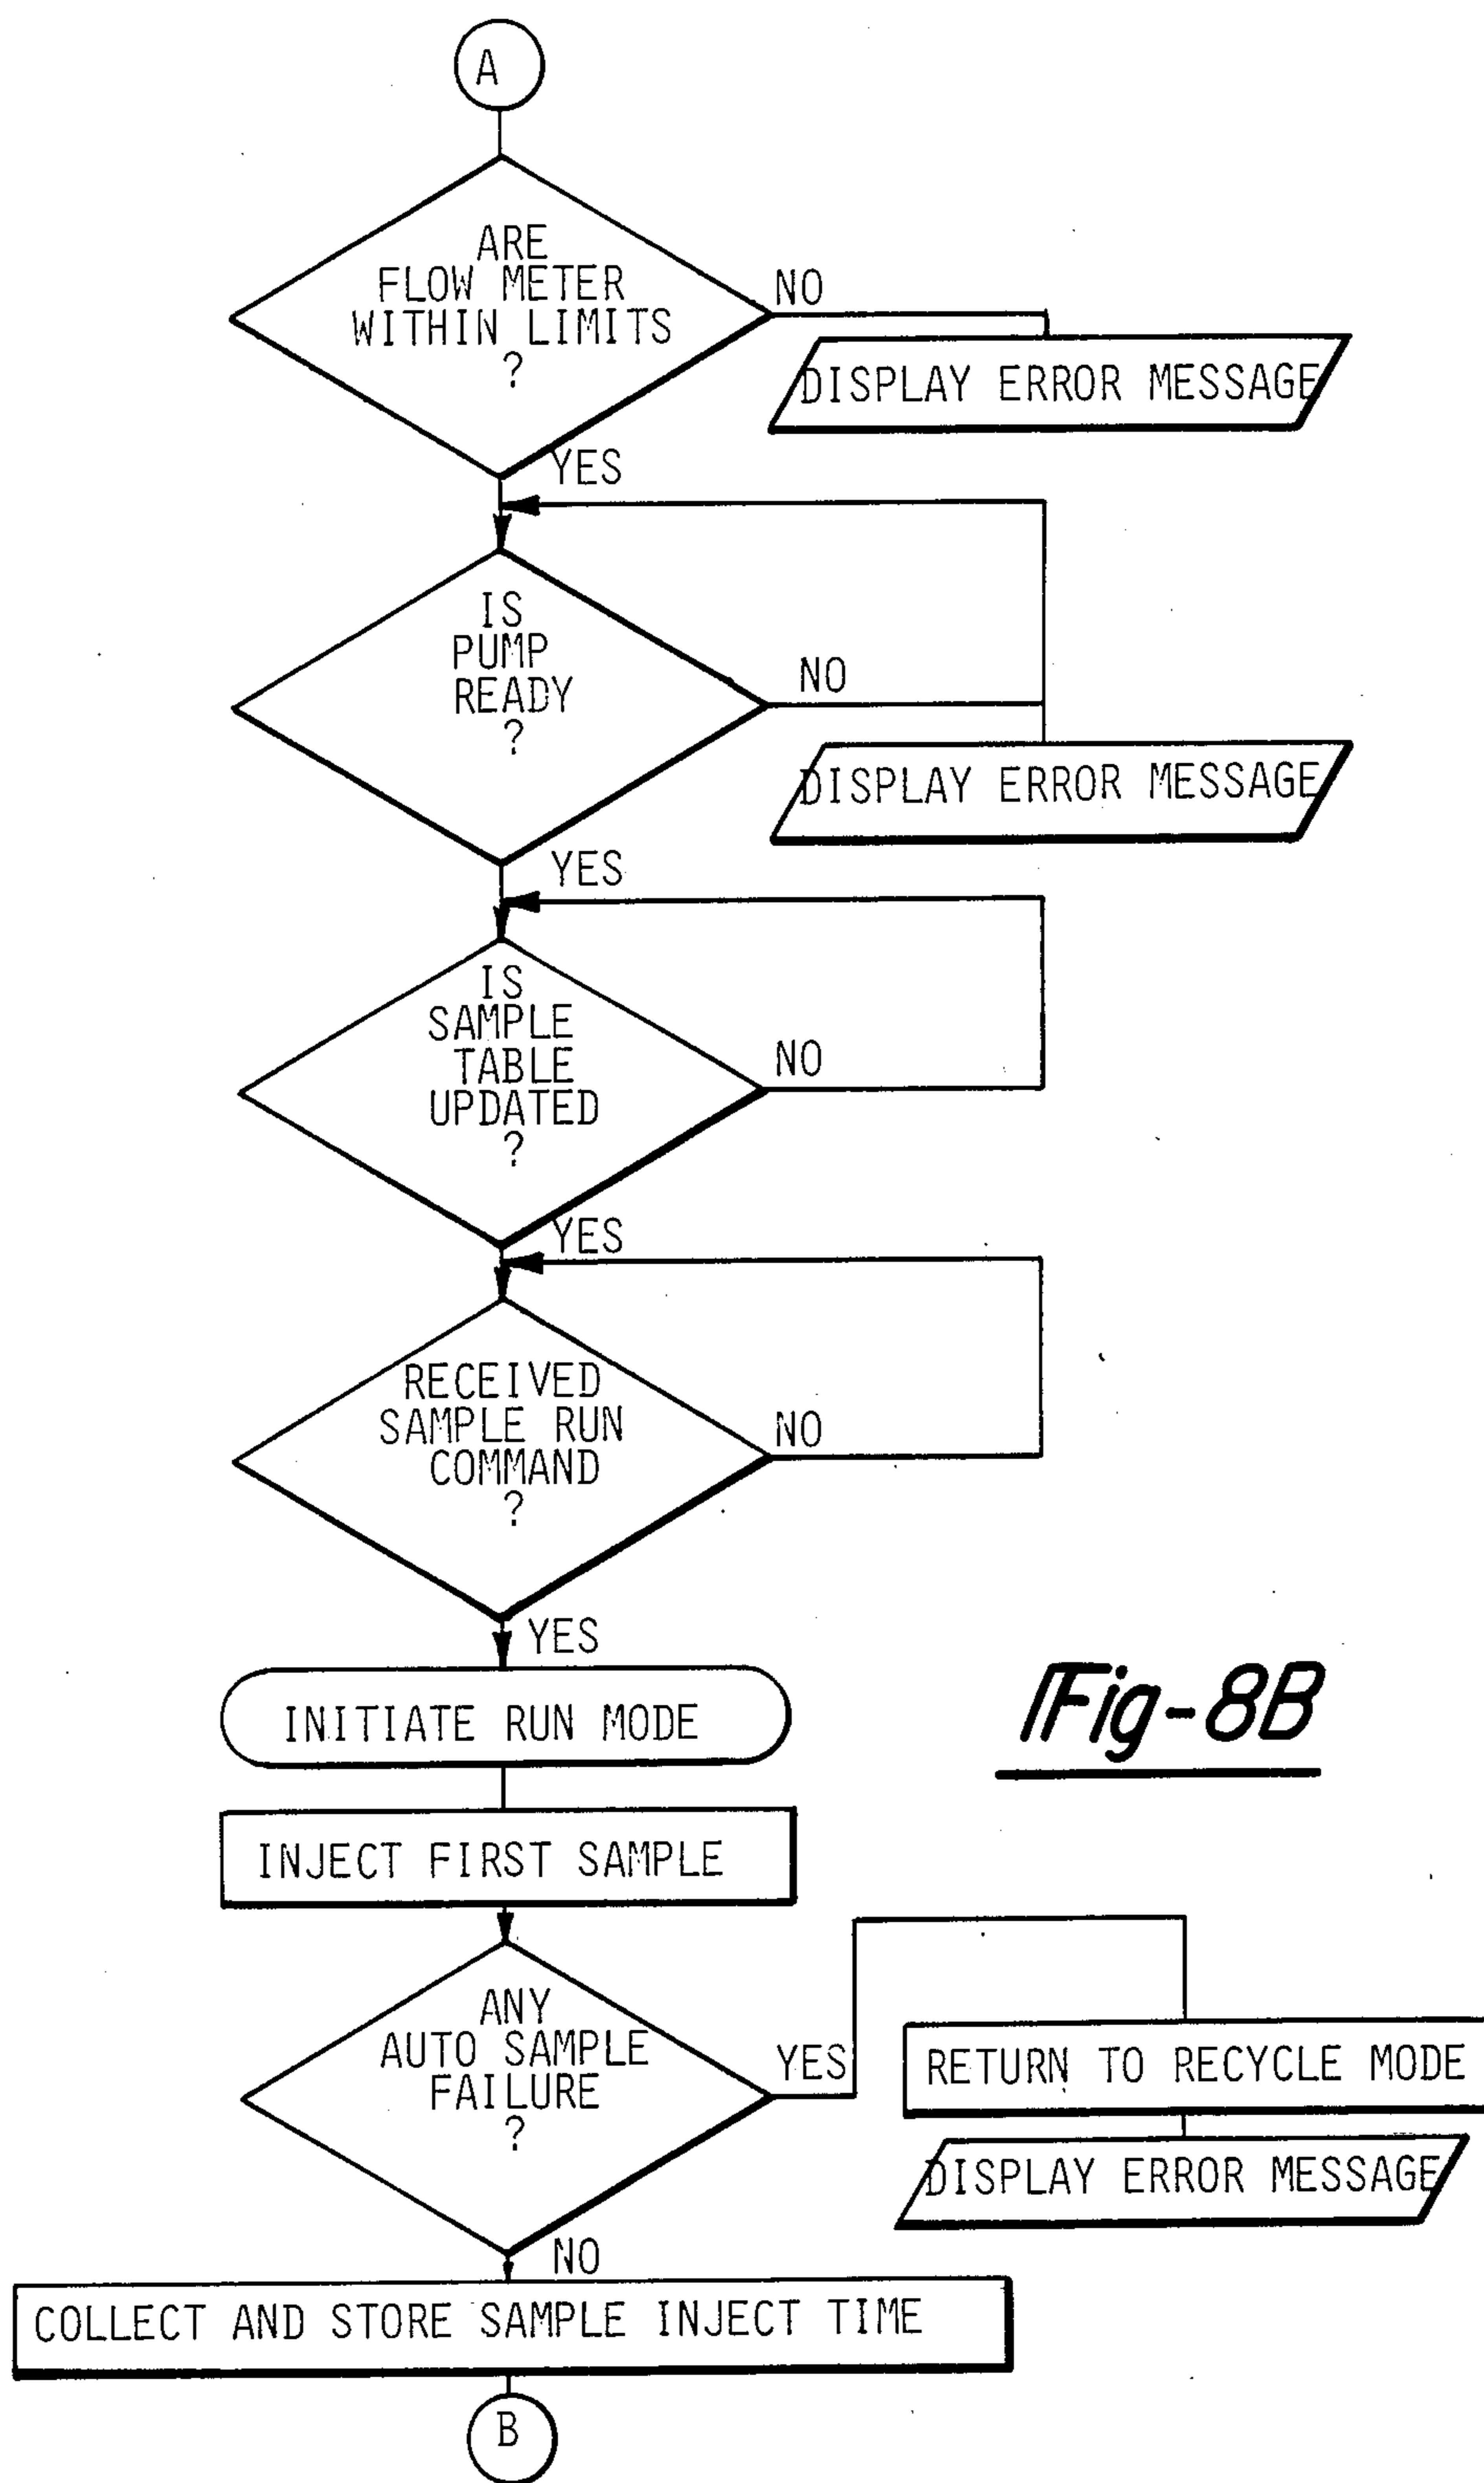 A
ARE
FLOW METER
WITHIN LIMITS
?
NO
DISPLAY ERROR MESSAGE
YES
IS
PUMP
READY
?
NO
DISPLAY ERROR MESSAGE
YES
IS
SAMPLE
TABLE
UPDATED
?
NO
YES
RECEIVED
SAMPLE RUN
COMMAND
?
NO
YES
INITIATE RUN MODE
Fig-8B
INJECT FIRST SAMPLE
ANY
AUTO SAMPLE
FAILURE
?
YES
RETURN TO RECYCLE MODE
DISPLAY ERROR MESSAGE
NO
COLLECT AND STORE SAMPLE INJECT TIME
B